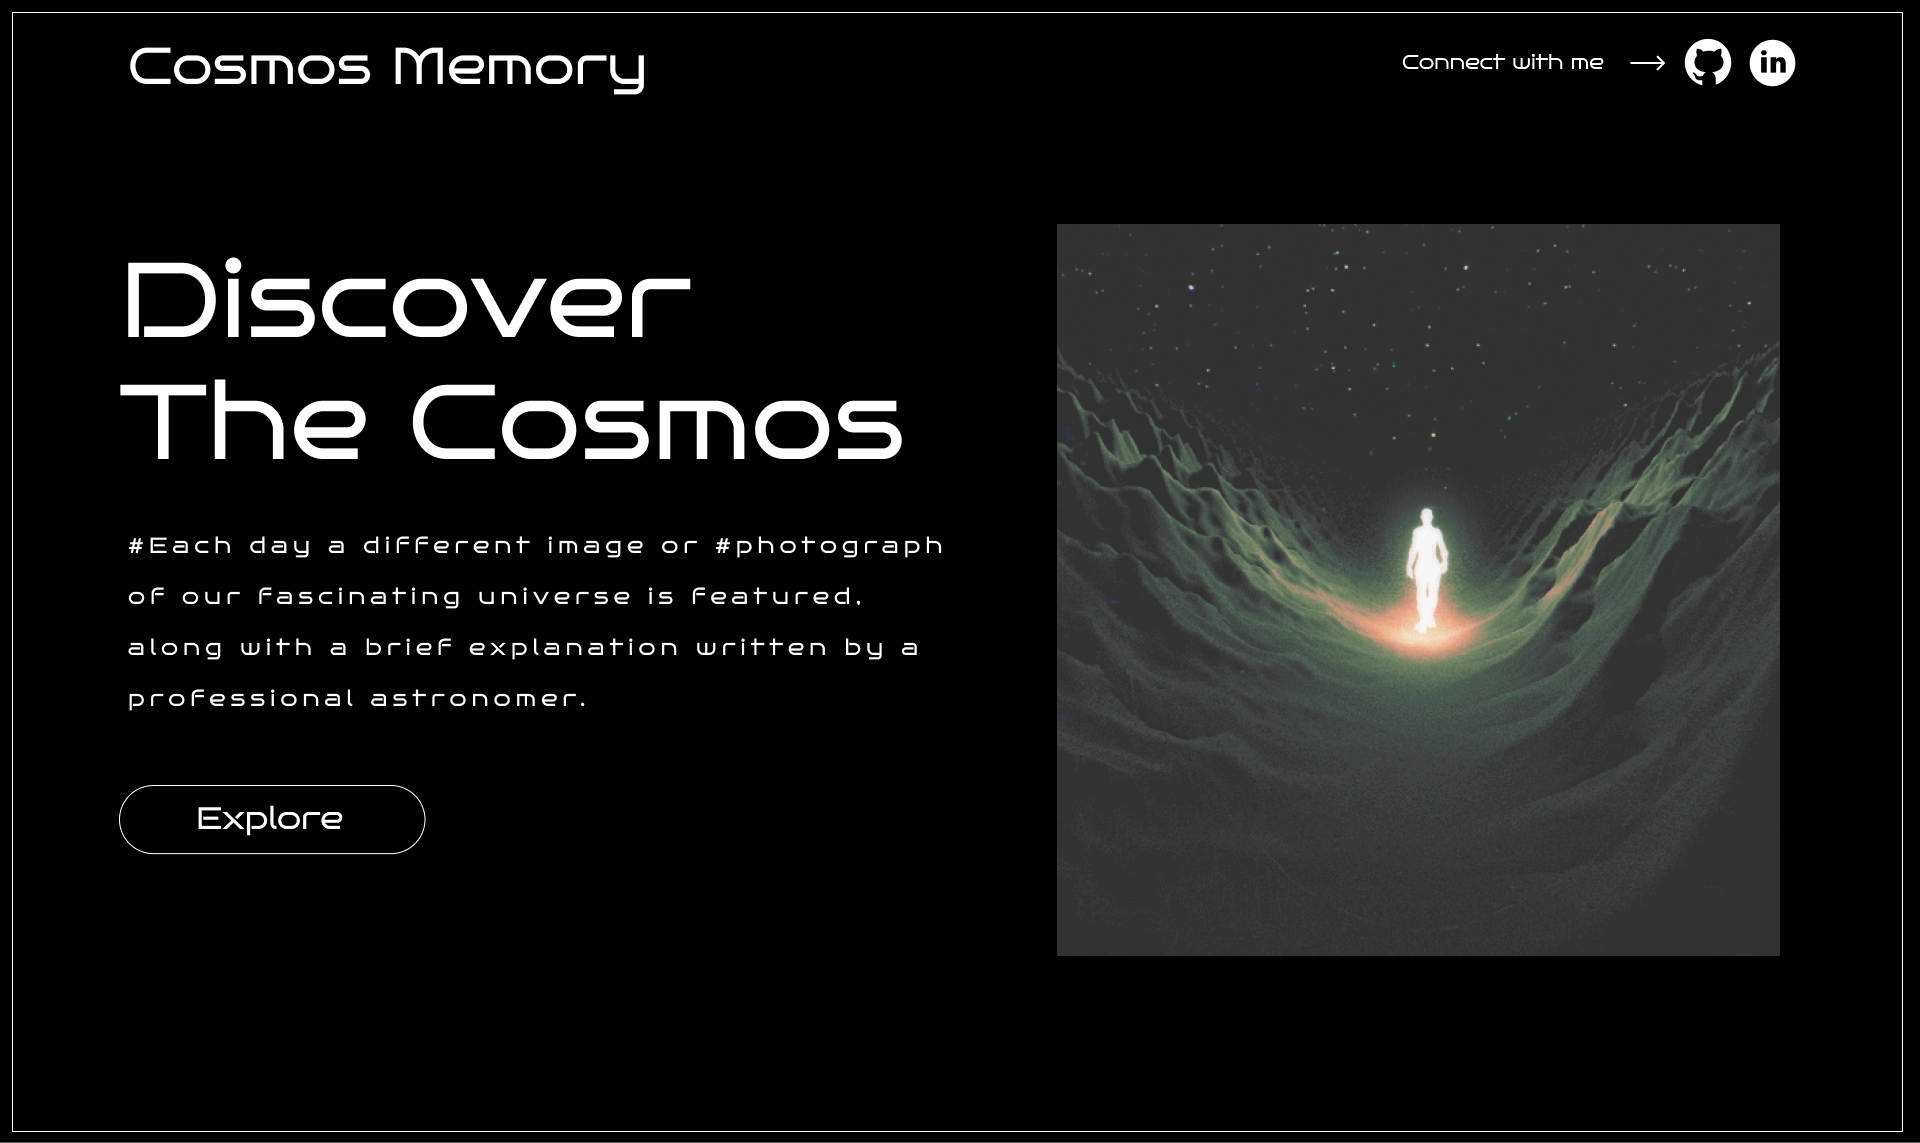 Cosmos Memory
Connect with me
in
Discover
The Cosmos
#Each day a different image or #photograph
of our fascinating universe is featured,
along with a brief explanation written by a
professional astronomer.
Explore